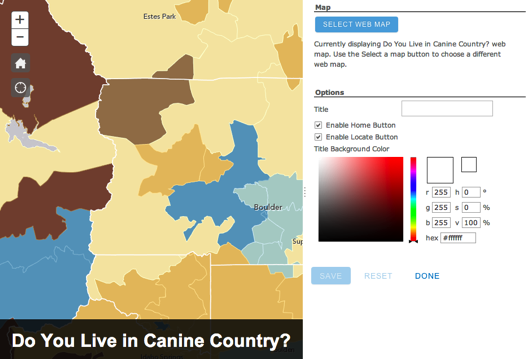 Estes Park
+
−
Boulder
Sup
Do You Live in Canine Country?
Map
SELECT WEB MAP
Currently displaying Do You Live in Canine Country? web
map. Use the Select a map button to choose a different
web map.
Options
Title
Enable Home Button
Enable Locate Button
Title Background Color
r 255 h 0 °
g 255 s 0 %
b 255 v 100 %
hex #ffffff
SAVE RESET DONE